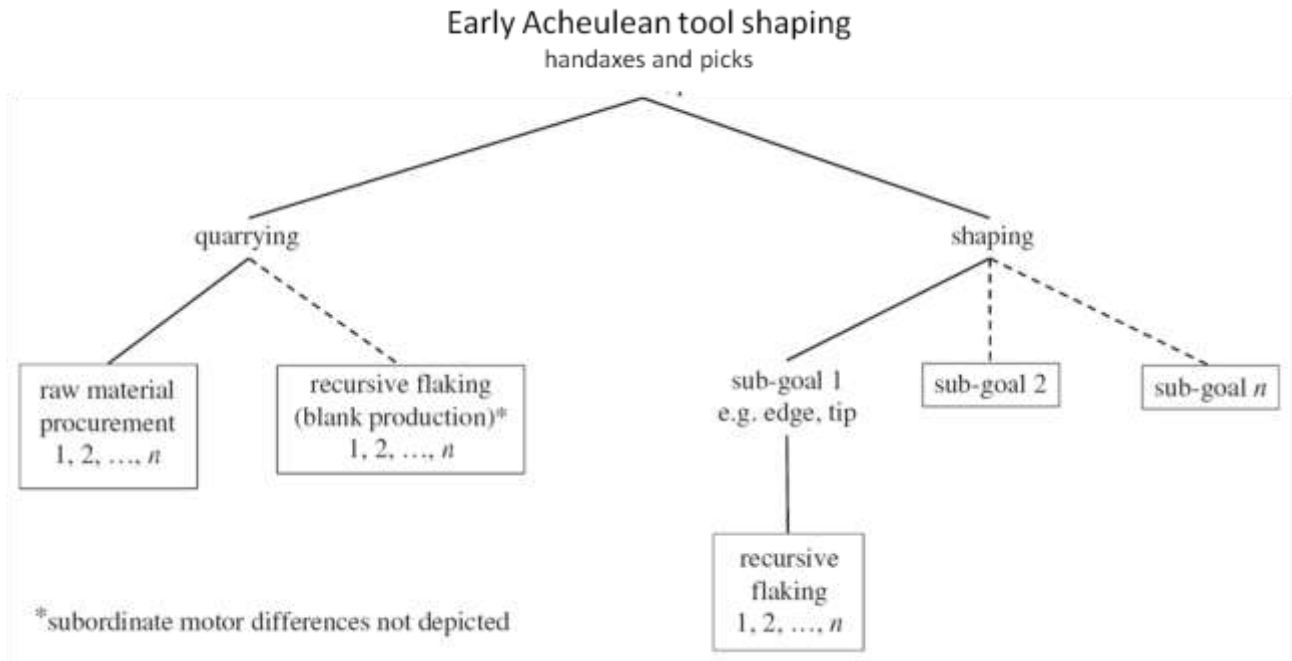 Early Acheulean tool shaping
handaxes and picks
quarrying
shaping
raw material
procurement
1, 2, …, n
recursive flaking
(blank production)*
1, 2, …, n
sub-goal 1
e.g. edge, tip
sub-goal 2
sub-goal n
recursive
flaking
1, 2, …, n
*subordinate motor differences not depicted